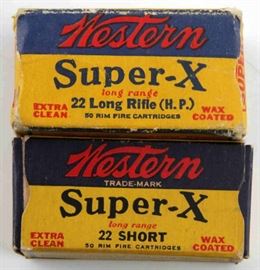 Western
Super-X
long range
22 Long Rifle (H.P.)
EXTRA CLEAN
50 RIM FIRE CARTRIDGES
WAX COATED
Western
TRADE-MARK
Super-X
long range
22 SHORT
EXTRA CLEAN
50 RIM FIRE CARTRIDGES
WAX COATED